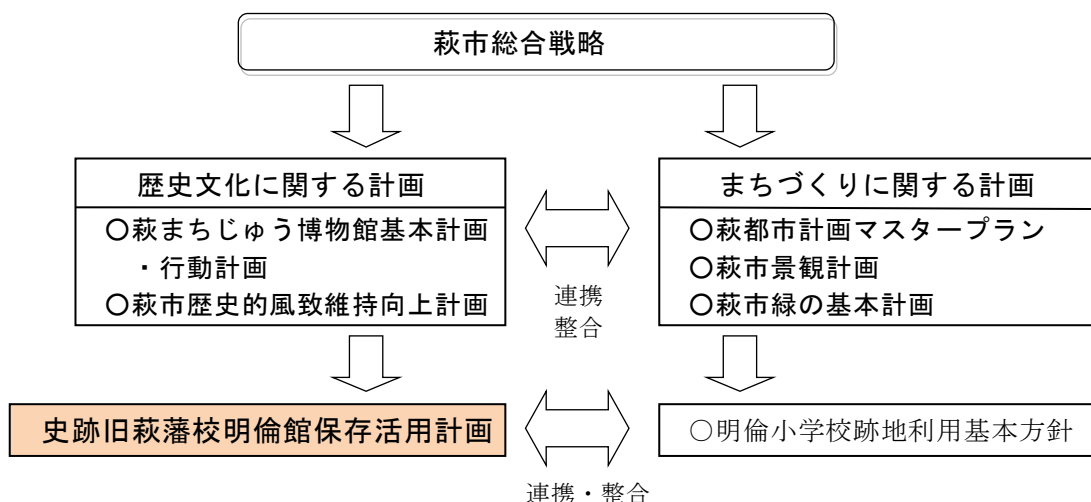 萩市総合戦略
歴史文化に関する計画
○萩まちじゅう博物館基本計画
・行動計画
○萩市歴史的風致維持向上計画
連携
整合
まちづくりに関する計画
○萩都市計画マスタープラン
○萩市景観計画
○萩市緑の基本計画
史跡旧萩藩校明倫館保存活用計画
連携・整合
○明倫小学校跡地利用基本方針